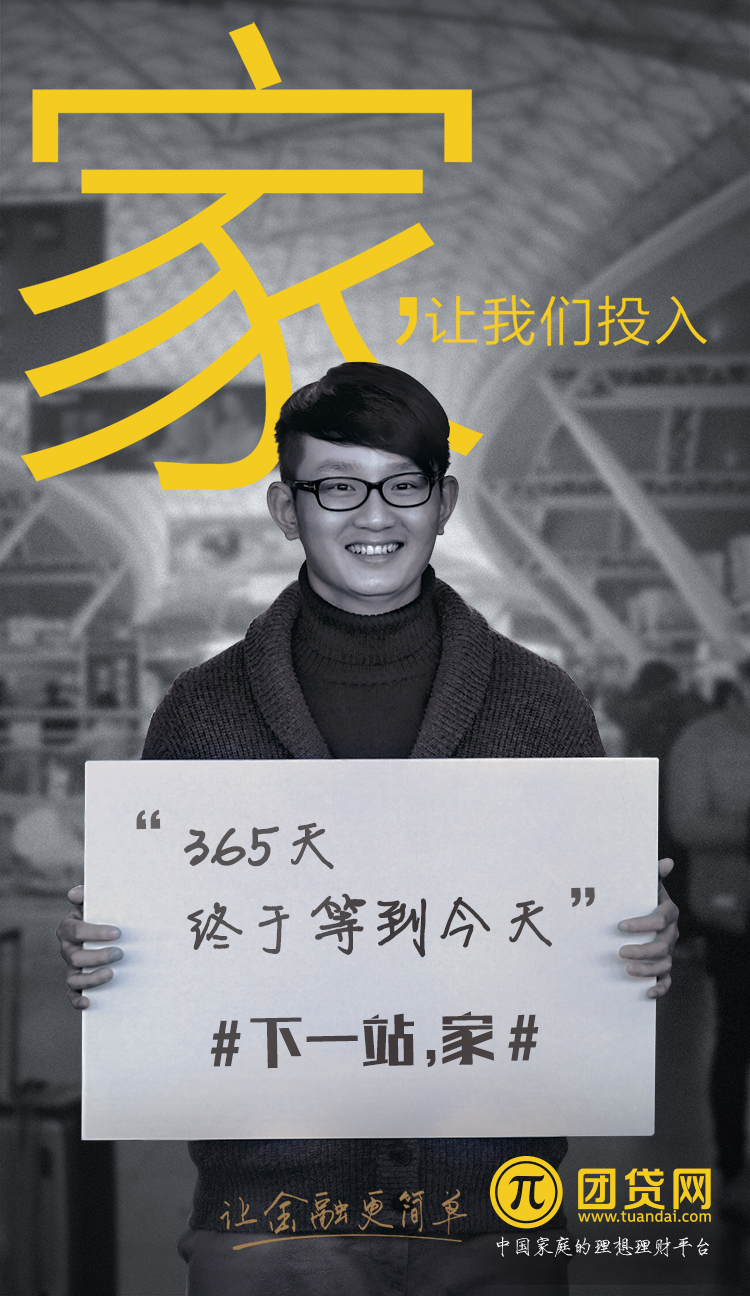 家
,让我们投入
“365天
终于等到今天”
#下一站,家#
让金融更简单
π 团贷网
www.tuandai.com
中国家庭的理想理财平台